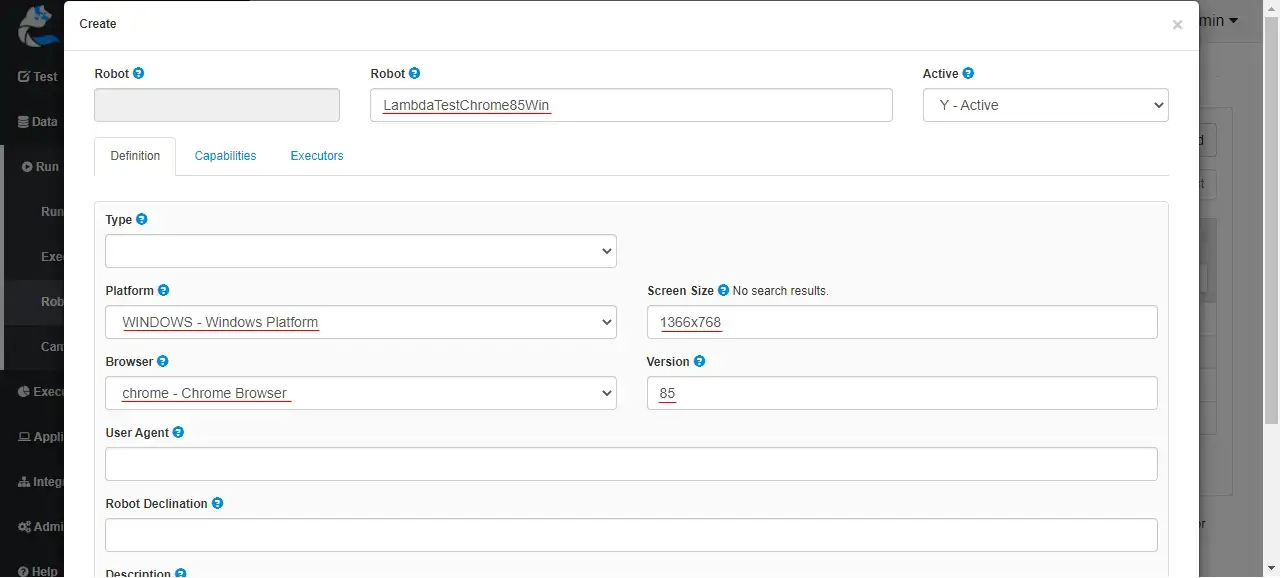 Create
×
min
Robot
Robot
Active
LambdaTestChrome85Win
Y - Active
Definition
Capabilities
Executors
Type
Platform
Screen Size No search results.
WINDOWS - Windows Platform
1366x768
Browser
Version
chrome - Chrome Browser
85
User Agent
Robot Declination
Description
Test
Data
Run
Run
Exe
Rob
Cam
Exec
Appli
Integ
Admi
Help